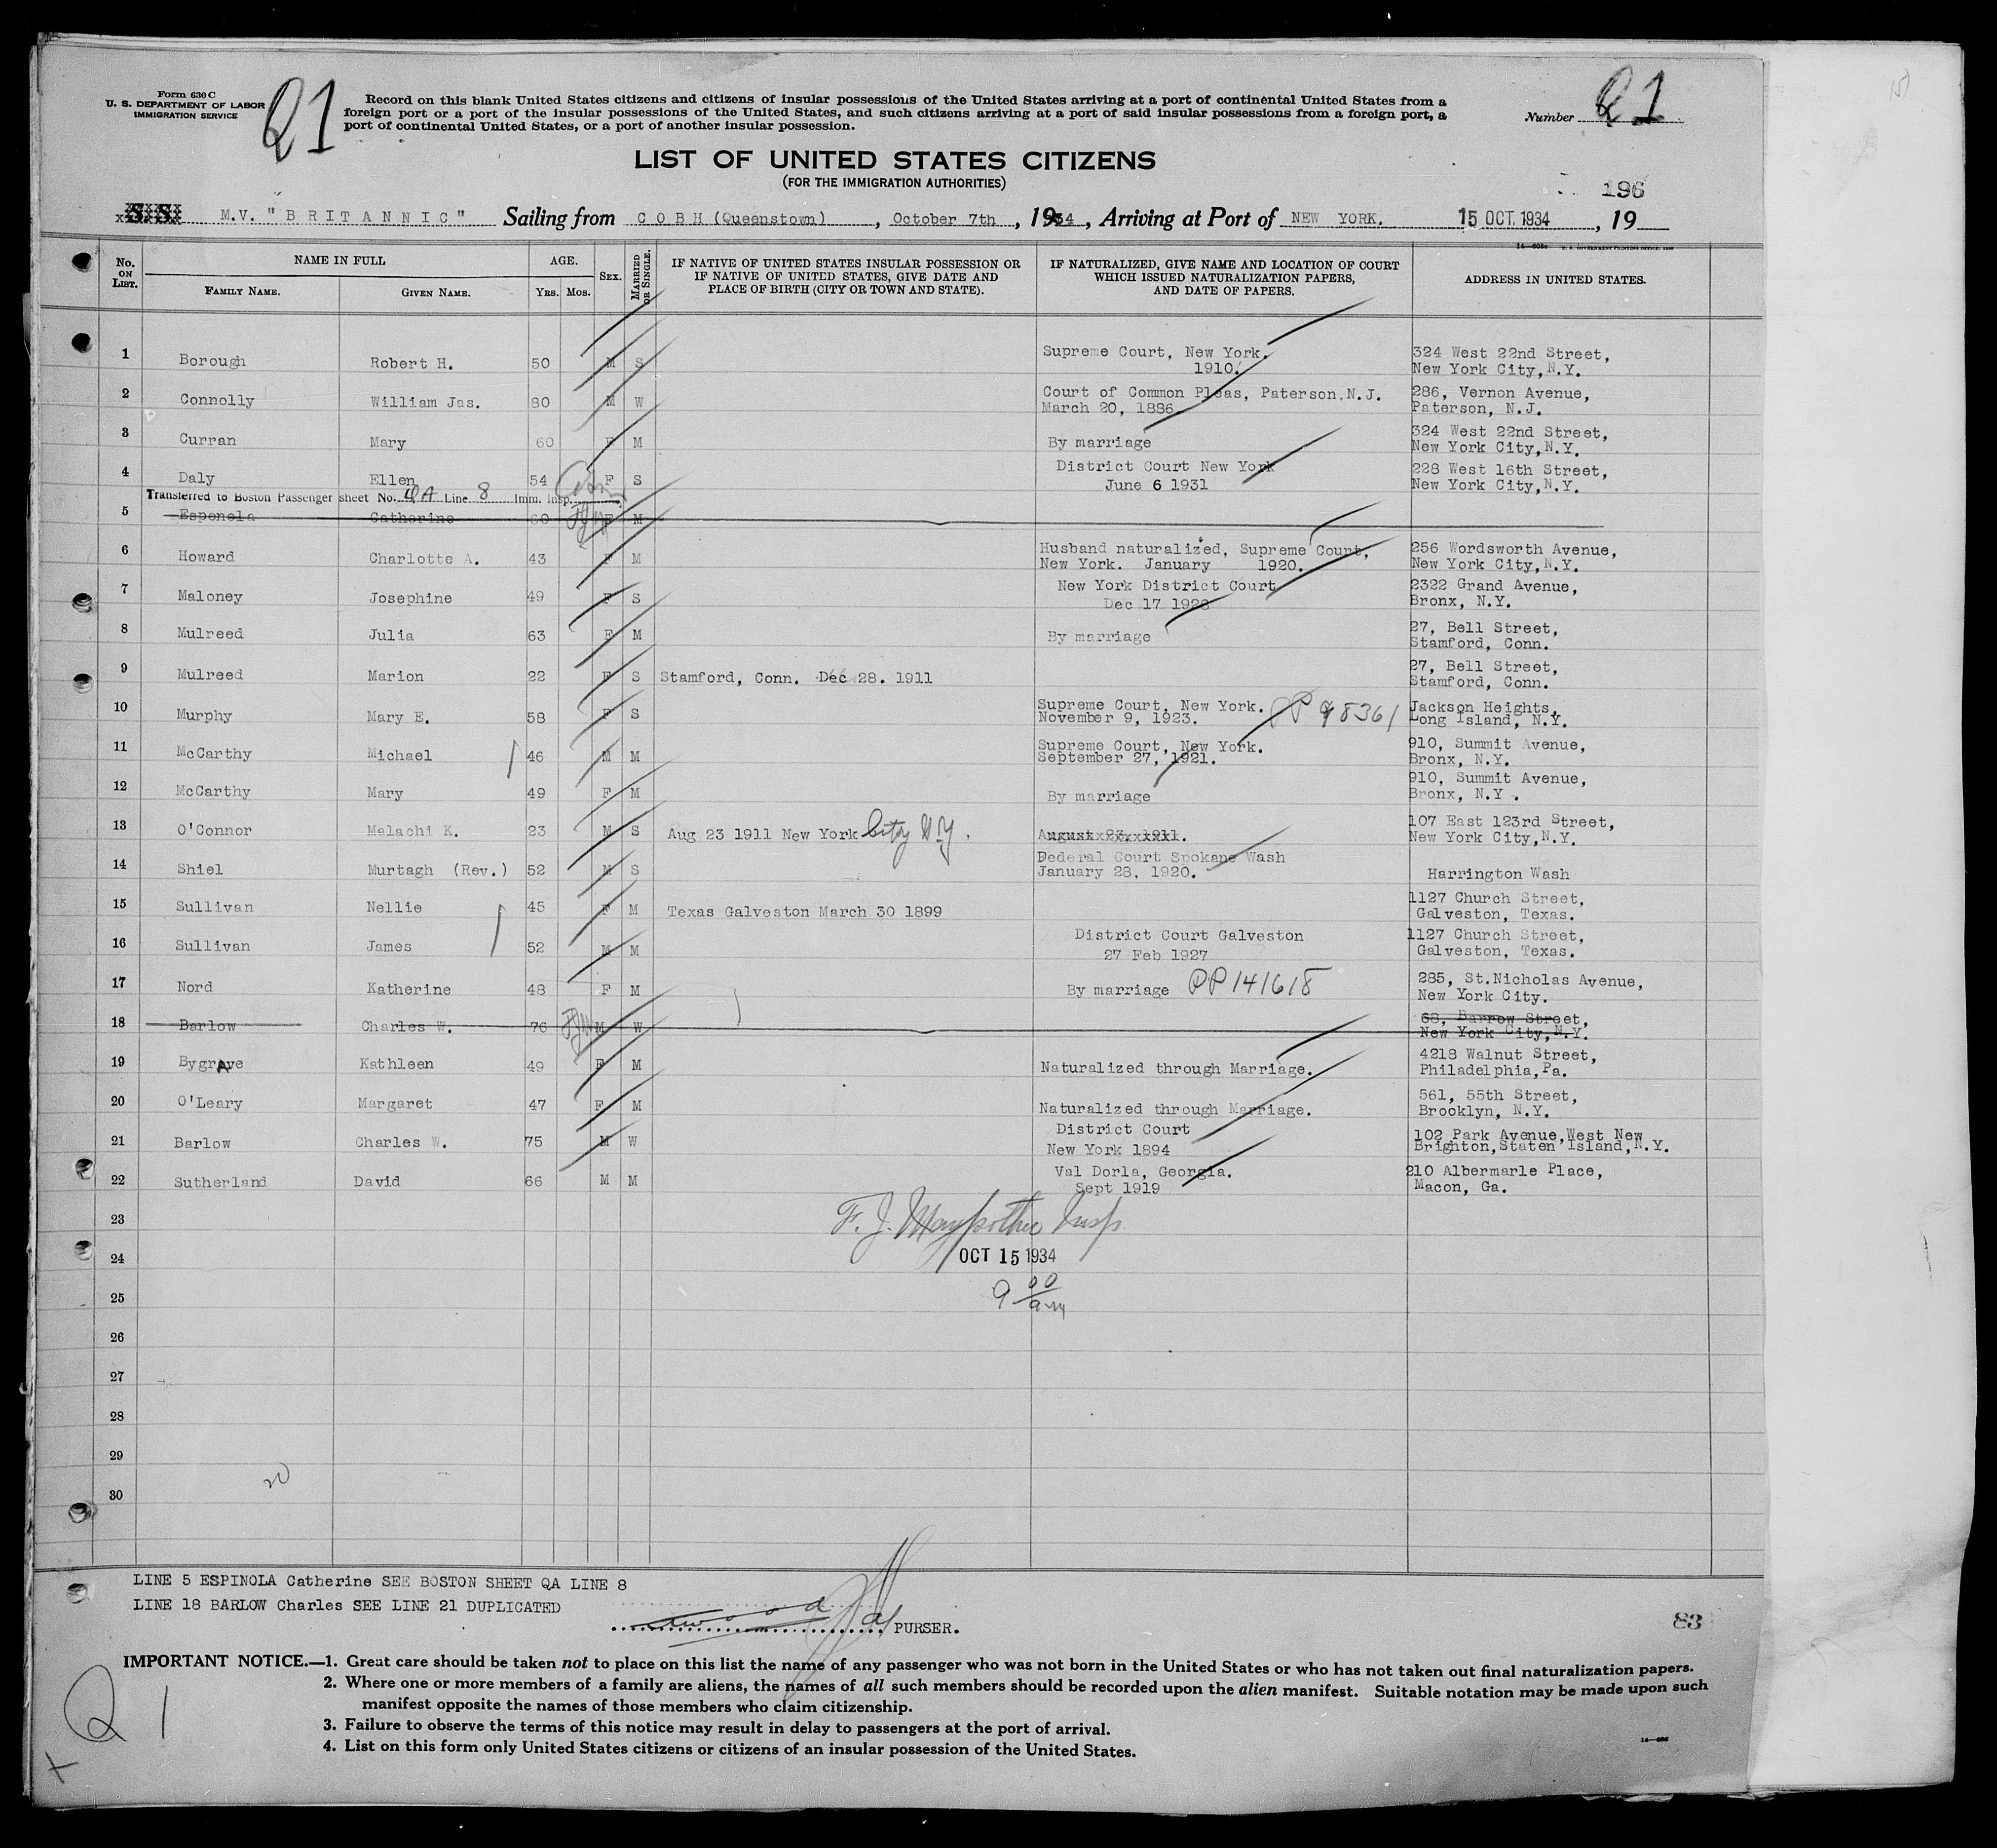 Form 630 C
U. S. DEPARTMENT OF LABOR
IMMIGRATION SERVICE
Q1
Record on this blank United States citizens and citizens of insular possessions of the United States arriving at a port of continental United States from a
foreign port or a port of the insular possessions of the United States, and such citizens arriving at a port of said insular possessions from a foreign port, a
port of continental United States, or a port of another insular possession.
Number Q1
LIST OF UNITED STATES CITIZENS
(FOR THE IMMIGRATION AUTHORITIES)
196
S.S. M.V. "BRITANNIC" Sailing from COBH (Queenstown), October 7th, 1934, Arriving at Port of NEW YORK. 15 OCT. 1934, 19
No. ON LIST. NAME IN FULL AGE. SEX. MARRIED OR SINGLE. IF NATIVE OF UNITED STATES INSULAR POSSESSION OR IF NATIVE OF UNITED STATES, GIVE DATE AND PLACE OF BIRTH (CITY OR TOWN AND STATE). IF NATURALIZED, GIVE NAME AND LOCATION OF COURT WHICH ISSUED NATURALIZATION PAPERS, AND DATE OF PAPERS. ADDRESS IN UNITED STATES.
FAMILY NAME. GIVEN NAME. YRS. MOS.
1 Borough Robert H. 50 M S Supreme Court, New York. 1910. 324 West 22nd Street, New York City, N.Y.
2 Connolly William Jas. 80 M W Court of Common Pleas, Paterson, N.J. March 20, 1886 286, Vernon Avenue, Paterson, N.J.
3 Curran Mary 60 F M By marriage 324 West 22nd Street, New York City, N.Y.
4 Daly Ellen 54 F S District Court New York June 6 1931 228 West 16th Street, New York City, N.Y.
Transferred to Boston Passenger sheet No. QA Line 8 Imm. Insp.
5 Espenola Catherine 60 F M
6 Howard Charlotte A. 43 F M Husband naturalized, Supreme Court, New York. January 1920. 256 Wordsworth Avenue, New York City, N.Y.
7 Maloney Josephine 49 F S New York District Court Dec 17 1928 2322 Grand Avenue, Bronx, N.Y.
8 Mulreed Julia 63 F M By marriage 27, Bell Street, Stamford, Conn.
9 Mulreed Marion 22 F S Stamford, Conn. Dec 28. 1911 27, Bell Street, Stamford, Conn.
10 Murphy Mary E. 58 F S Supreme Court, New York. November 9, 1923. PP 98361 Jackson Heights, Long Island, N.Y.
11 McCarthy Michael 46 M M Supreme Court, New York. September 27, 1921. 910, Summit Avenue, Bronx, N.Y.
12 McCarthy Mary 49 F M By marriage 910, Summit Avenue, Bronx, N.Y.
13 O'Connor Malachi K. 23 M S Aug 23 1911 New York City N.Y. August 23, 1911. 107 East 123rd Street, New York City, N.Y.
14 Shiel Murtagh (Rev.) 52 M S Federal Court Spokane Wash January 28, 1920. Harrington Wash
15 Sullivan Nellie 45 F M Texas Galveston March 30 1899 1127 Church Street, Galveston, Texas.
16 Sullivan James 52 M M District Court Galveston 27 Feb 1927 1127 Church Street, Galveston, Texas.
17 Nord Katherine 48 F M By marriage PP 141618 285, St.Nicholas Avenue, New York City.
18 Barlow Charles W. 76 M W 68, Barrow Street, New York City, N.Y.
19 Bygrave Kathleen 49 F M Naturalized through Marriage. 4218 Walnut Street, Philadelphia, Pa.
20 O'Leary Margaret 47 F M Naturalized through Marriage. 561, 55th Street, Brooklyn, N.Y.
21 Barlow Charles W. 75 M W District Court New York 1894 102 Park Avenue, West New Brighton, Staten Island, N.Y.
22 Sutherland David 66 M M Val Dorla, Georgia. Sept 1919 210 Albermarle Place, Macon, Ga.
23
24 OCT 15 1934
25 9 00 am
26
27
28
29
30
20
LINE 5 ESPINOLA Catherine SEE BOSTON SHEET QA LINE 8
LINE 18 BARLOW Charles SEE LINE 21 DUPLICATED
PURSER.
83
IMPORTANT NOTICE.—1. Great care should be taken not to place on this list the name of any passenger who was not born in the United States or who has not taken out final naturalization papers.
2. Where one or more members of a family are aliens, the names of all such members should be recorded upon the alien manifest. Suitable notation may be made upon such
manifest opposite the names of those members who claim citizenship.
3. Failure to observe the terms of this notice may result in delay to passengers at the port of arrival.
4. List on this form only United States citizens or citizens of an insular possession of the United States.
Q 1
X